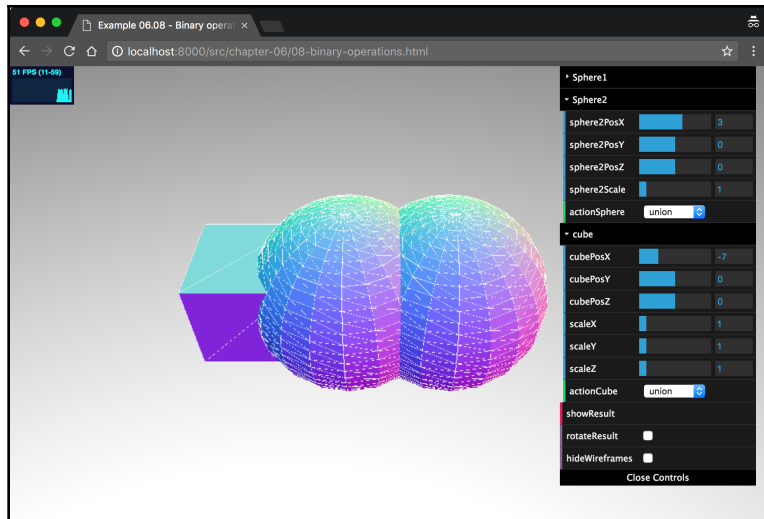 Example 06.08 - Binary operat ×
localhost:8000/src/chapter-06/08-binary-operations.html
51 FPS (11-59)
Sphere1
Sphere2
sphere2PosX 3
sphere2PosY 0
sphere2PosZ 0
sphere2Scale 1
actionSphere union
cube
cubePosX -7
cubePosY 0
cubePosZ 0
scaleX 1
scaleY 1
scaleZ 1
actionCube union
showResult
rotateResult
hideWireframes
Close Controls